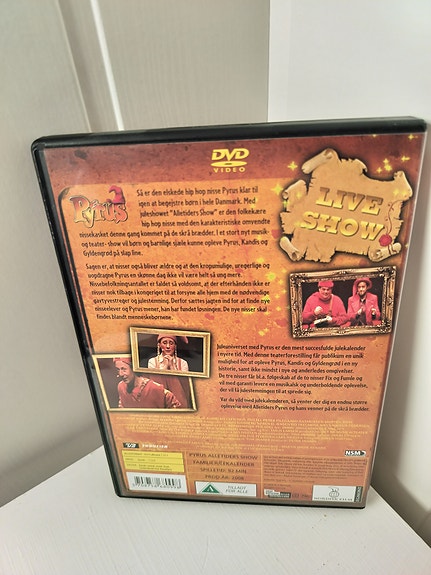 DVD
VIDEO
LIVE
SHOW
Pyrus
Så er den elskede hip hop nisse Pyrus klar til
igen at begejstre børn i hele Danmark. Med
juleshowet "Alletiders Show" er den folkekære
hip hop nisse med den karakteristiske omvendte
nissekasket denne gang kommet på de skrå brædder. I et stort nyt musik-
og teater- show vil børn og barnlige sjæle kunne opleve Pyrus, Kandis og
Gyldengrød på slap line.
Sagen er, at nisser også bliver ældre og at den kropumulige, uregerlige og
uopdragne Pyrus en skønne dag ikke vil være helt så ung endnu.
Nissebefolkningsantallet er faldet så voldsomt, at der efterhånden ikke er
nisser nok tilbage i kongeriget til at forsyne alle hjem med de nødvendige
gavtyvestreger og julestemning. Derfor sættes jagten ind for at finde nye
nisseelever og Pyrus mener, han har fundet løsningen. De nye nisser skal
findes blandt menneskebørnene.
Juleuniverset med Pyrus er den mest succesfulde julekalender
i nyere tid. Med denne teaterforestilling får publikum en unik
mulighed for at opleve Pyrus, Kandis og Gyldengrød i en ny
historie, samt ikke mindst i nye og anderledes omgivelser.
De tre nisser får bl.a. følgeskab af de to nisser Fix og Fumle og
vil med garanti levere en musikalsk og underholdende oplevelse,
der vil få julestemningen til at sprede sig.
Var du vild med julekalenderen, så venter der dig en endnu større
oplevelse med Alletiders Pyrus og hans venner på de skrå brædder.
PYRUS ALLETIDERS SHOW
FAMILIEJULEKALENDER
SPILLETID: 82 MIN.
TILLADT
FOR ALLE
NSM